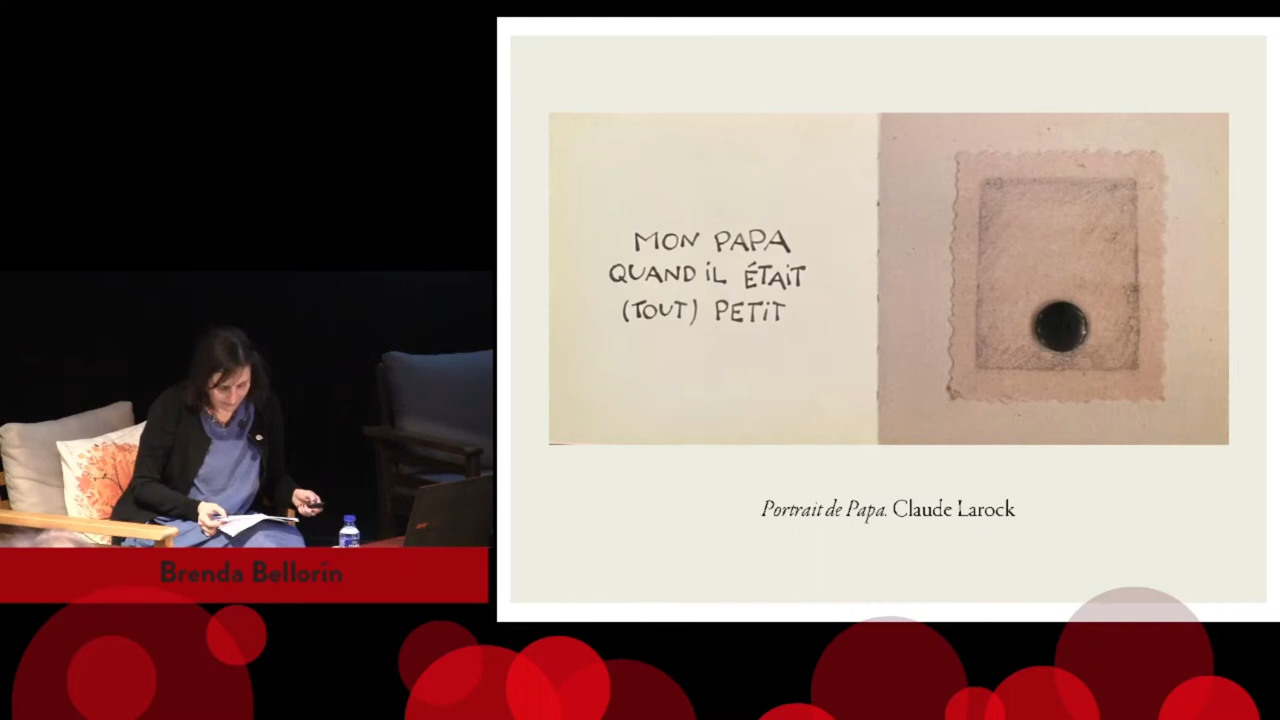 MON PAPA
QUAND IL ÉTAIT
(TOUT) PETIT
Portrait de Papa. Claude Larock
Brenda Bellorín